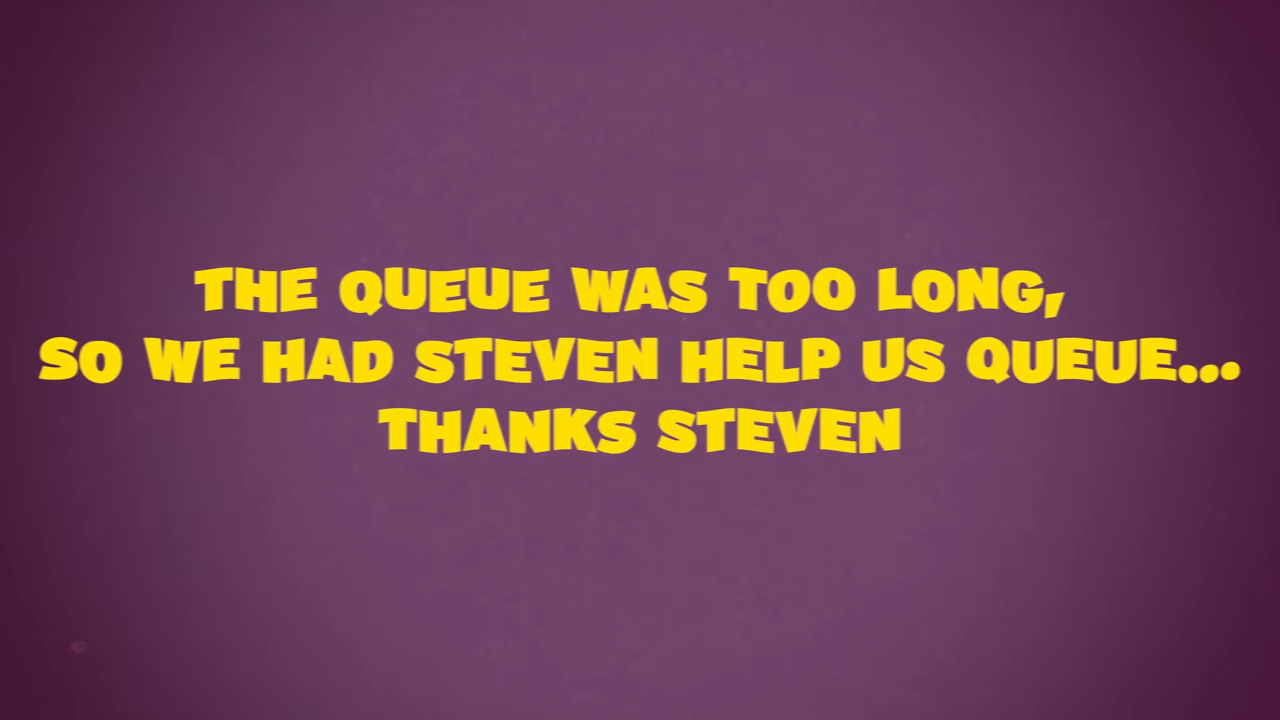 THE QUEUE WAS TOO LONG,
SO WE HAD STEVEN HELP US QUEUE...
THANKS STEVEN